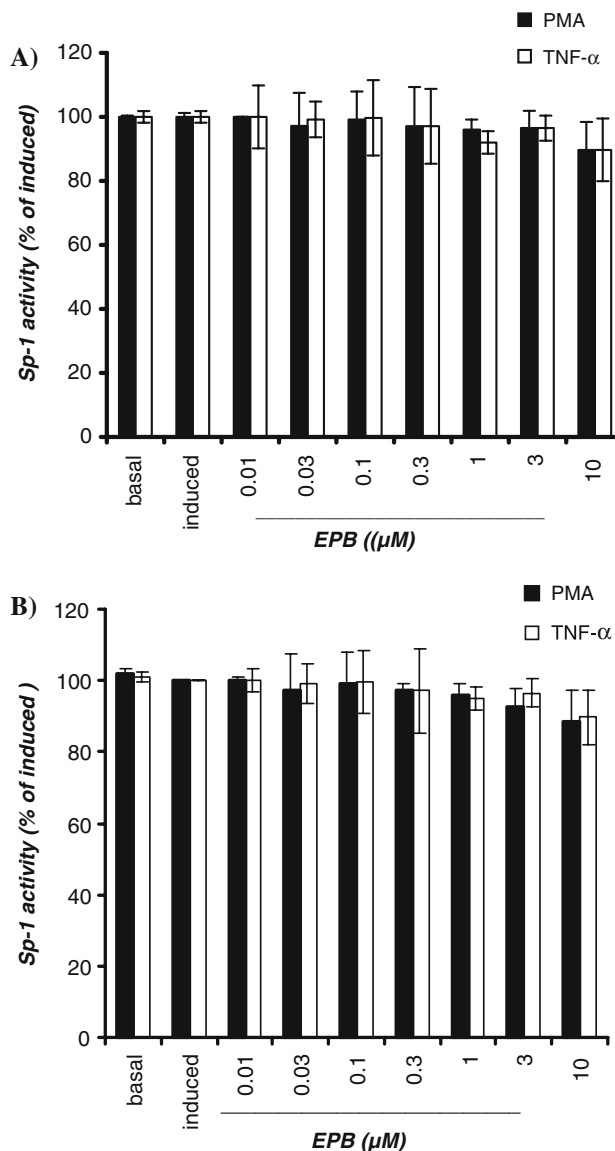 PMA
TNF-α
A)
Sp-1 activity (% of induced)
120
100
80
60
40
20
0
basal
induced
0.01
0.03
0.1
0.3
1
3
10
EPB ((µM)
PMA
TNF-α
B)
Sp-1 activity (% of induced )
120
100
80
60
40
20
0
basal
induced
0.01
0.03
0.1
0.3
1
3
10
EPB (µM)